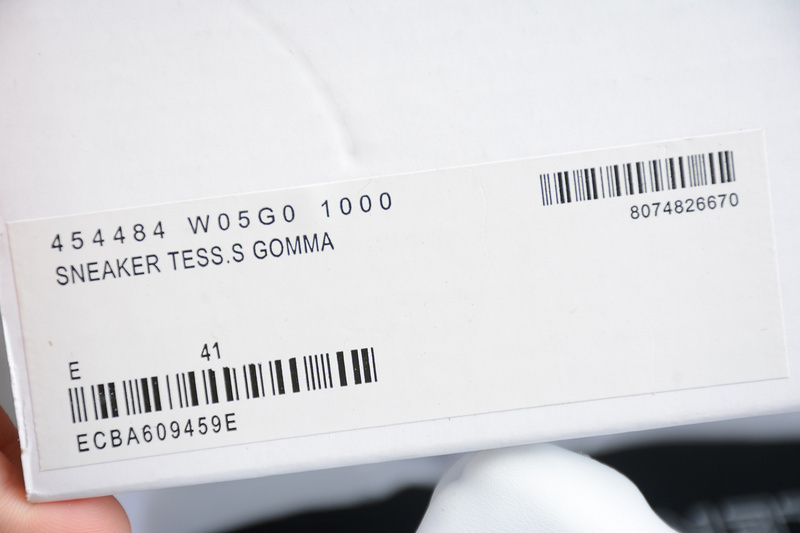 454484 W05G0 1000
SNEAKER TESS.S GOMMA
8074826670
E 41
ECBA609459E